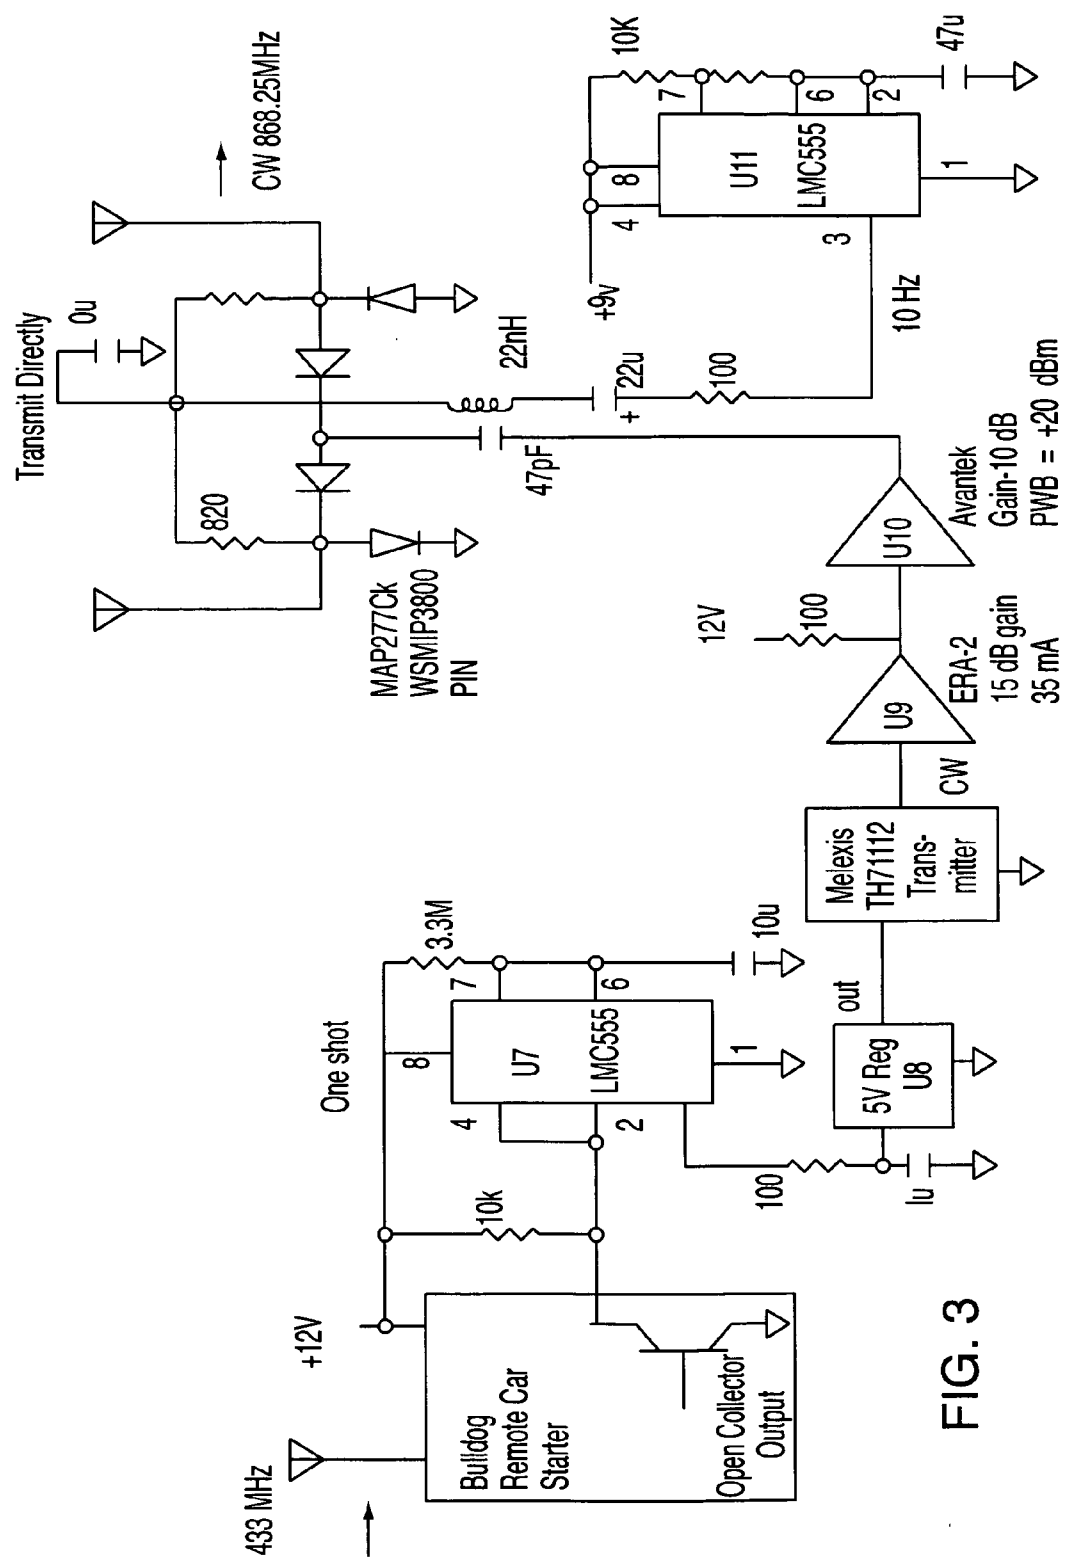 433 MHz
Bulldog
Remote Car
Starter
Open Collector
Output
+12V
10k
One shot
4
8
7
3.3M
U7
LMC555
2
6
1
10u
100
Iu
5V Reg
U8
out
Melexis
TH71112
Trans-
mitter
CW
U9
ERA-2
15 dB gain
35 mA
12V
100
U10
Avantek
Gain-10 dB
PWB = +20 dBm
Transmit Directly
0u
820
MAP277Ck
WSMIP3800
PIN
CW 868.25MHz
47pF
22nH
+
22u
100
10 Hz
+9v
4
8
7
10K
U11
LMC555
3
6
2
1
47u
FIG. 3